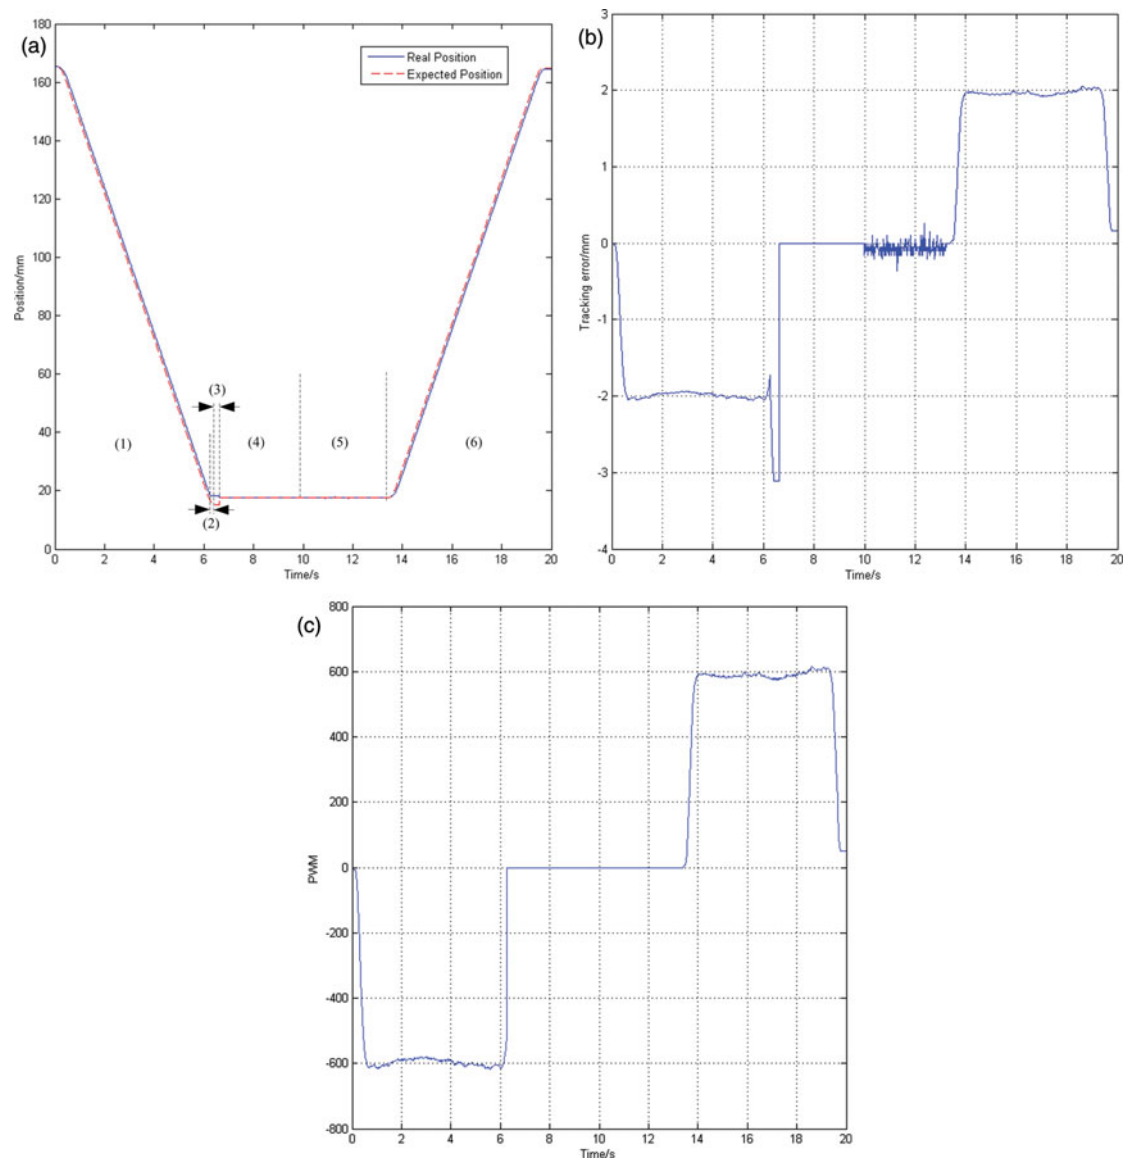 (a)
180
160
140
120
100
80
60
40
20
0
Position/mm
Real Position
Expected Position
(1)
(2)
(3)
(4)
(5)
(6)
0 2 4 6 8 10 12 14 16 18 20
Time/s
(b)
3
2
1
0
-1
-2
-3
-4
Tracking error/mm
0 2 4 6 8 10 12 14 16 18 20
Time/s
(c)
800
600
400
200
0
-200
-400
-600
-800
PWM
0 2 4 6 8 10 12 14 16 18 20
Time/s